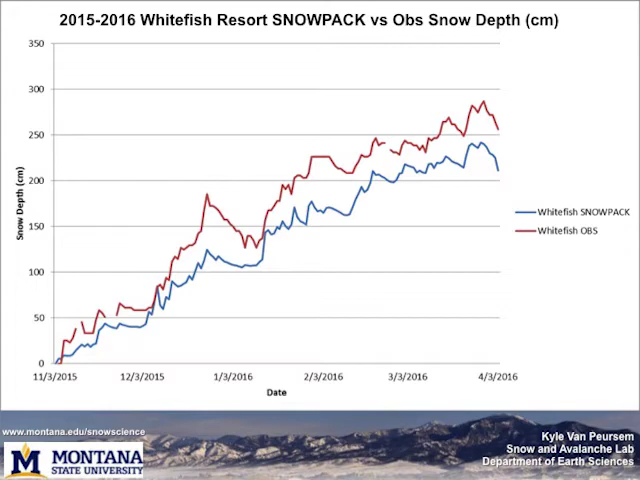 2015-2016 Whitefish Resort SNOWPACK vs Obs Snow Depth (cm)
350
300
250
200
150
100
50
0
Snow Depth (cm)
11/3/2015
12/3/2015
1/3/2016
2/3/2016
3/3/2016
4/3/2016
Date
Whitefish SNOWPACK
Whitefish OBS
www.montana.edu/snowscience
M
MONTANA
STATE UNIVERSITY
Kyle Van Peursem
Snow and Avalanche Lab
Department of Earth Sciences